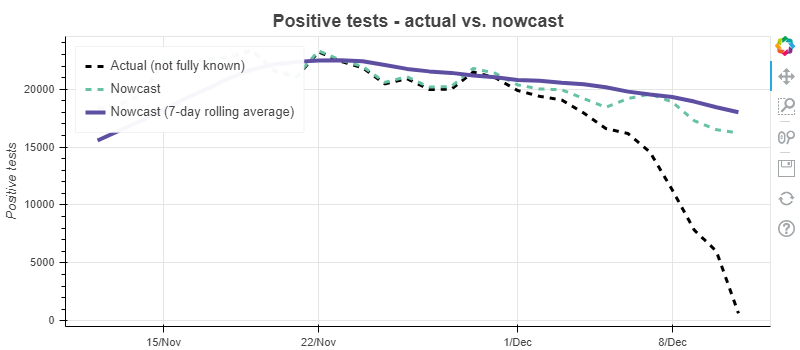 Positive tests - actual vs. nowcast
Actual (not fully known)
Nowcast
Nowcast (7-day rolling average)
Positive tests
20000
15000
10000
5000
0
15/Nov
22/Nov
1/Dec
8/Dec